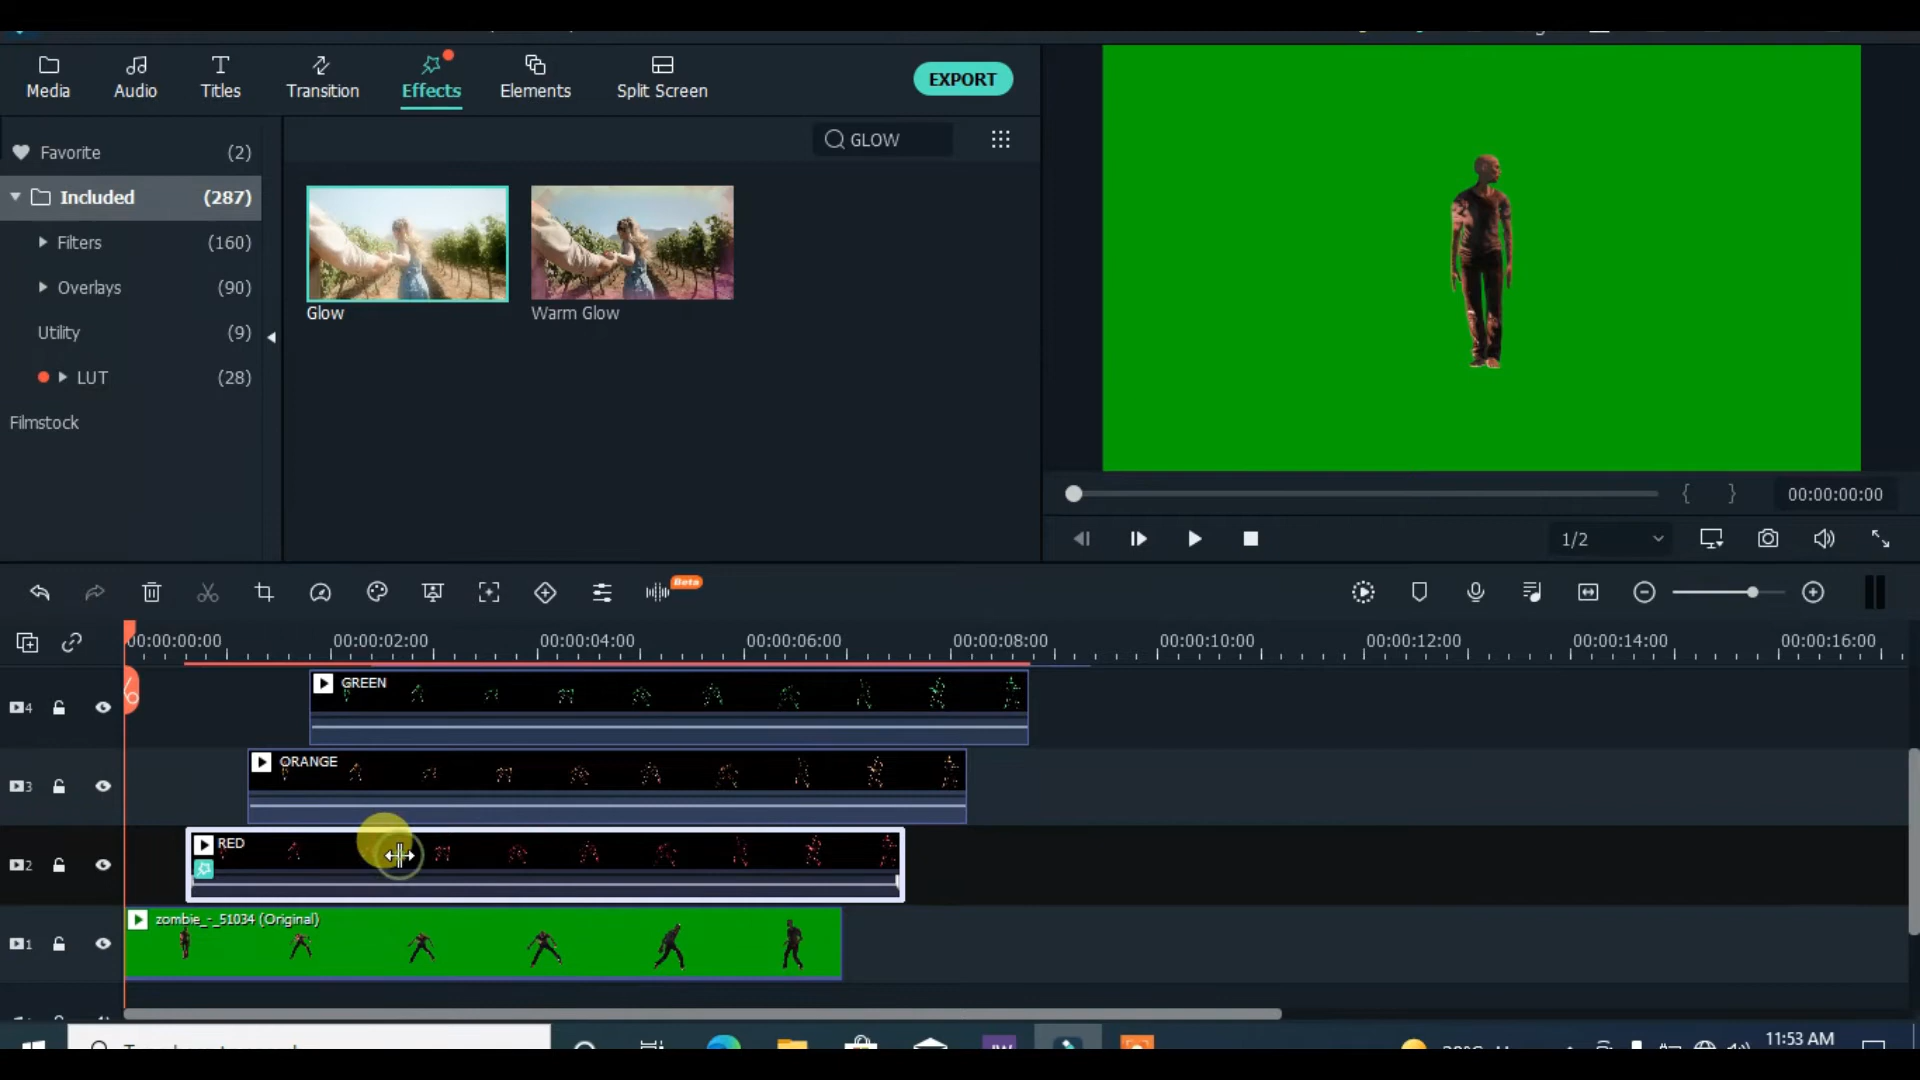 Media
Audio
Titles
Transition
Effects
Elements
Split Screen
EXPORT
Favorite (2)
Included (287)
Filters (160)
Overlays (90)
Utility (9)
LUT (28)
Filmstock
GLOW
Glow
Warm Glow
00:00:00:00
1/2
Beta
00:00:00:00 00:00:02:00 00:00:04:00 00:00:06:00 00:00:08:00 00:00:10:00 00:00:12:00 00:00:14:00 00:00:16:00
4
GREEN
3
ORANGE
2
RED
1
zombie_-_51034 (Original)
11:53 AM